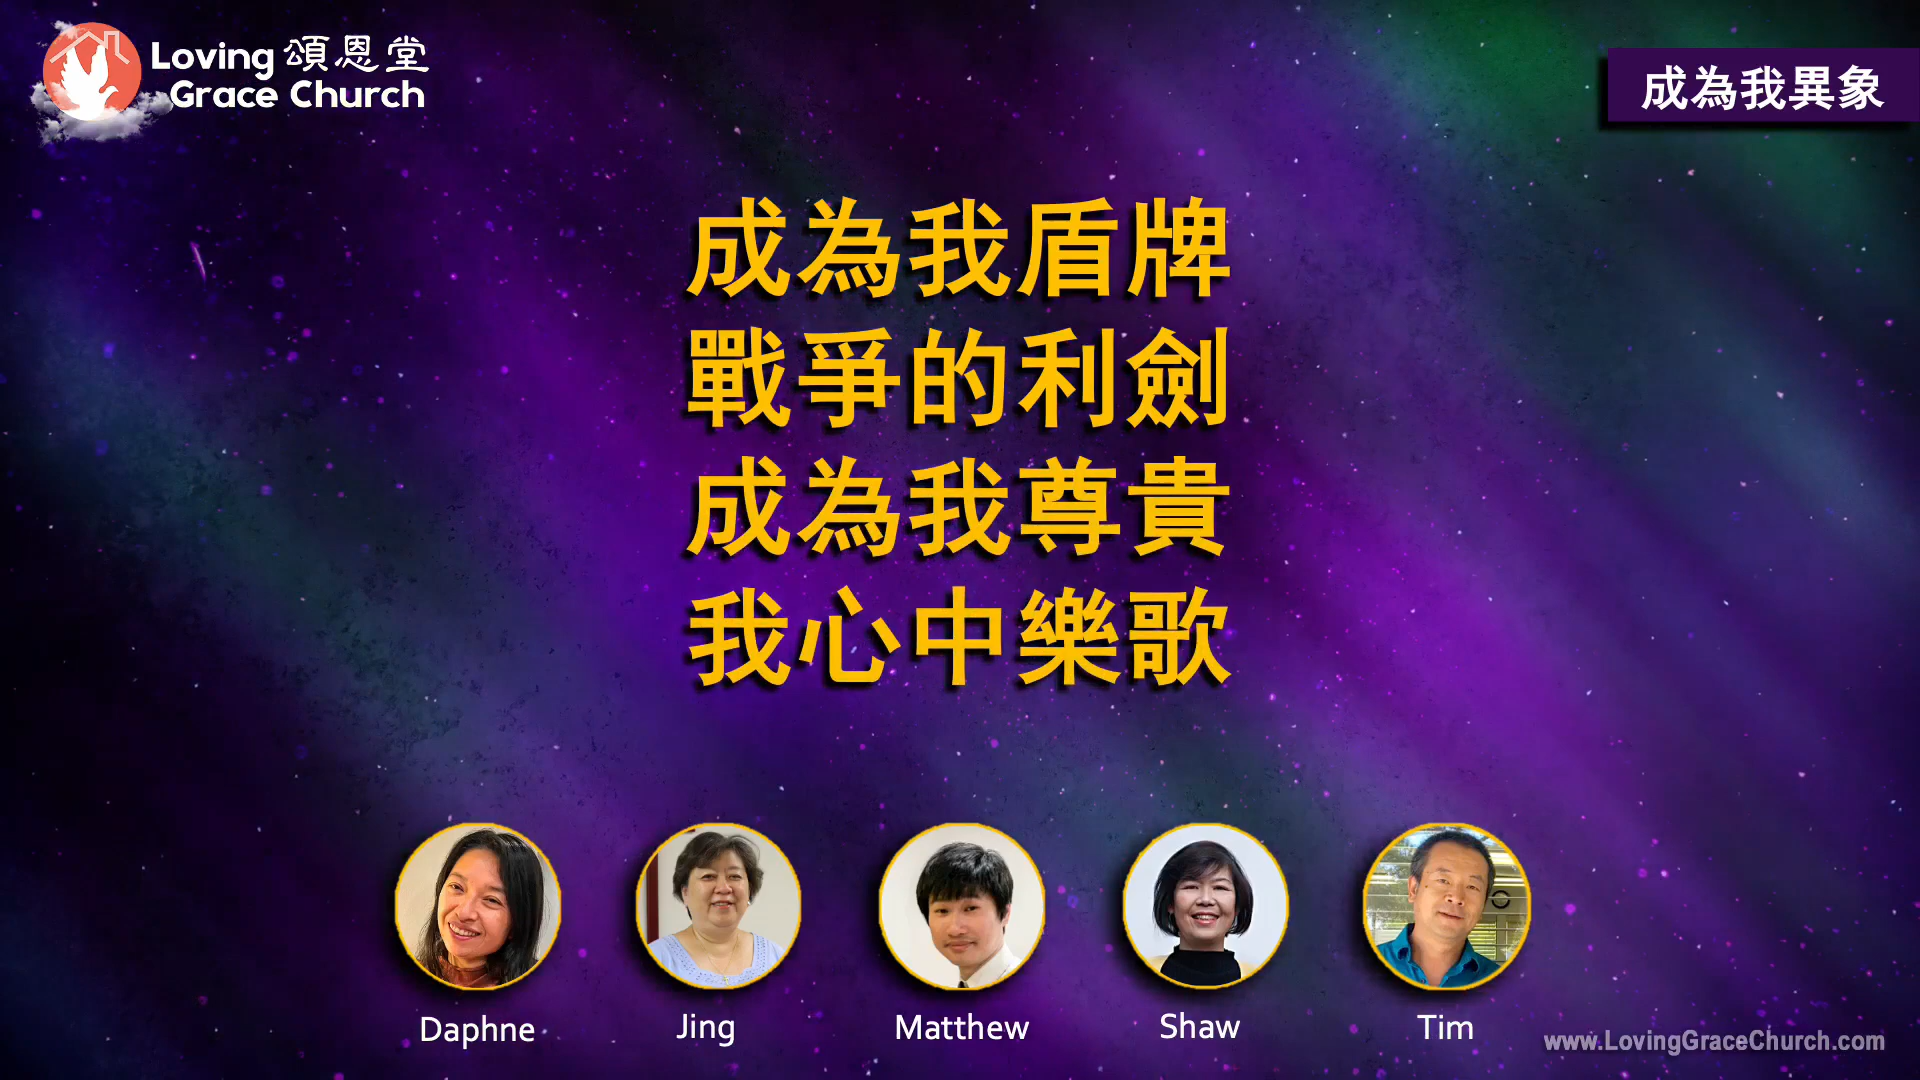 Loving 頌恩堂
Grace Church
成為我異象
成為我盾牌
戰爭的利劍
成為我尊貴
我心中樂歌
Daphne
Jing
Matthew
Shaw
Tim
www.LovingGraceChurch.com